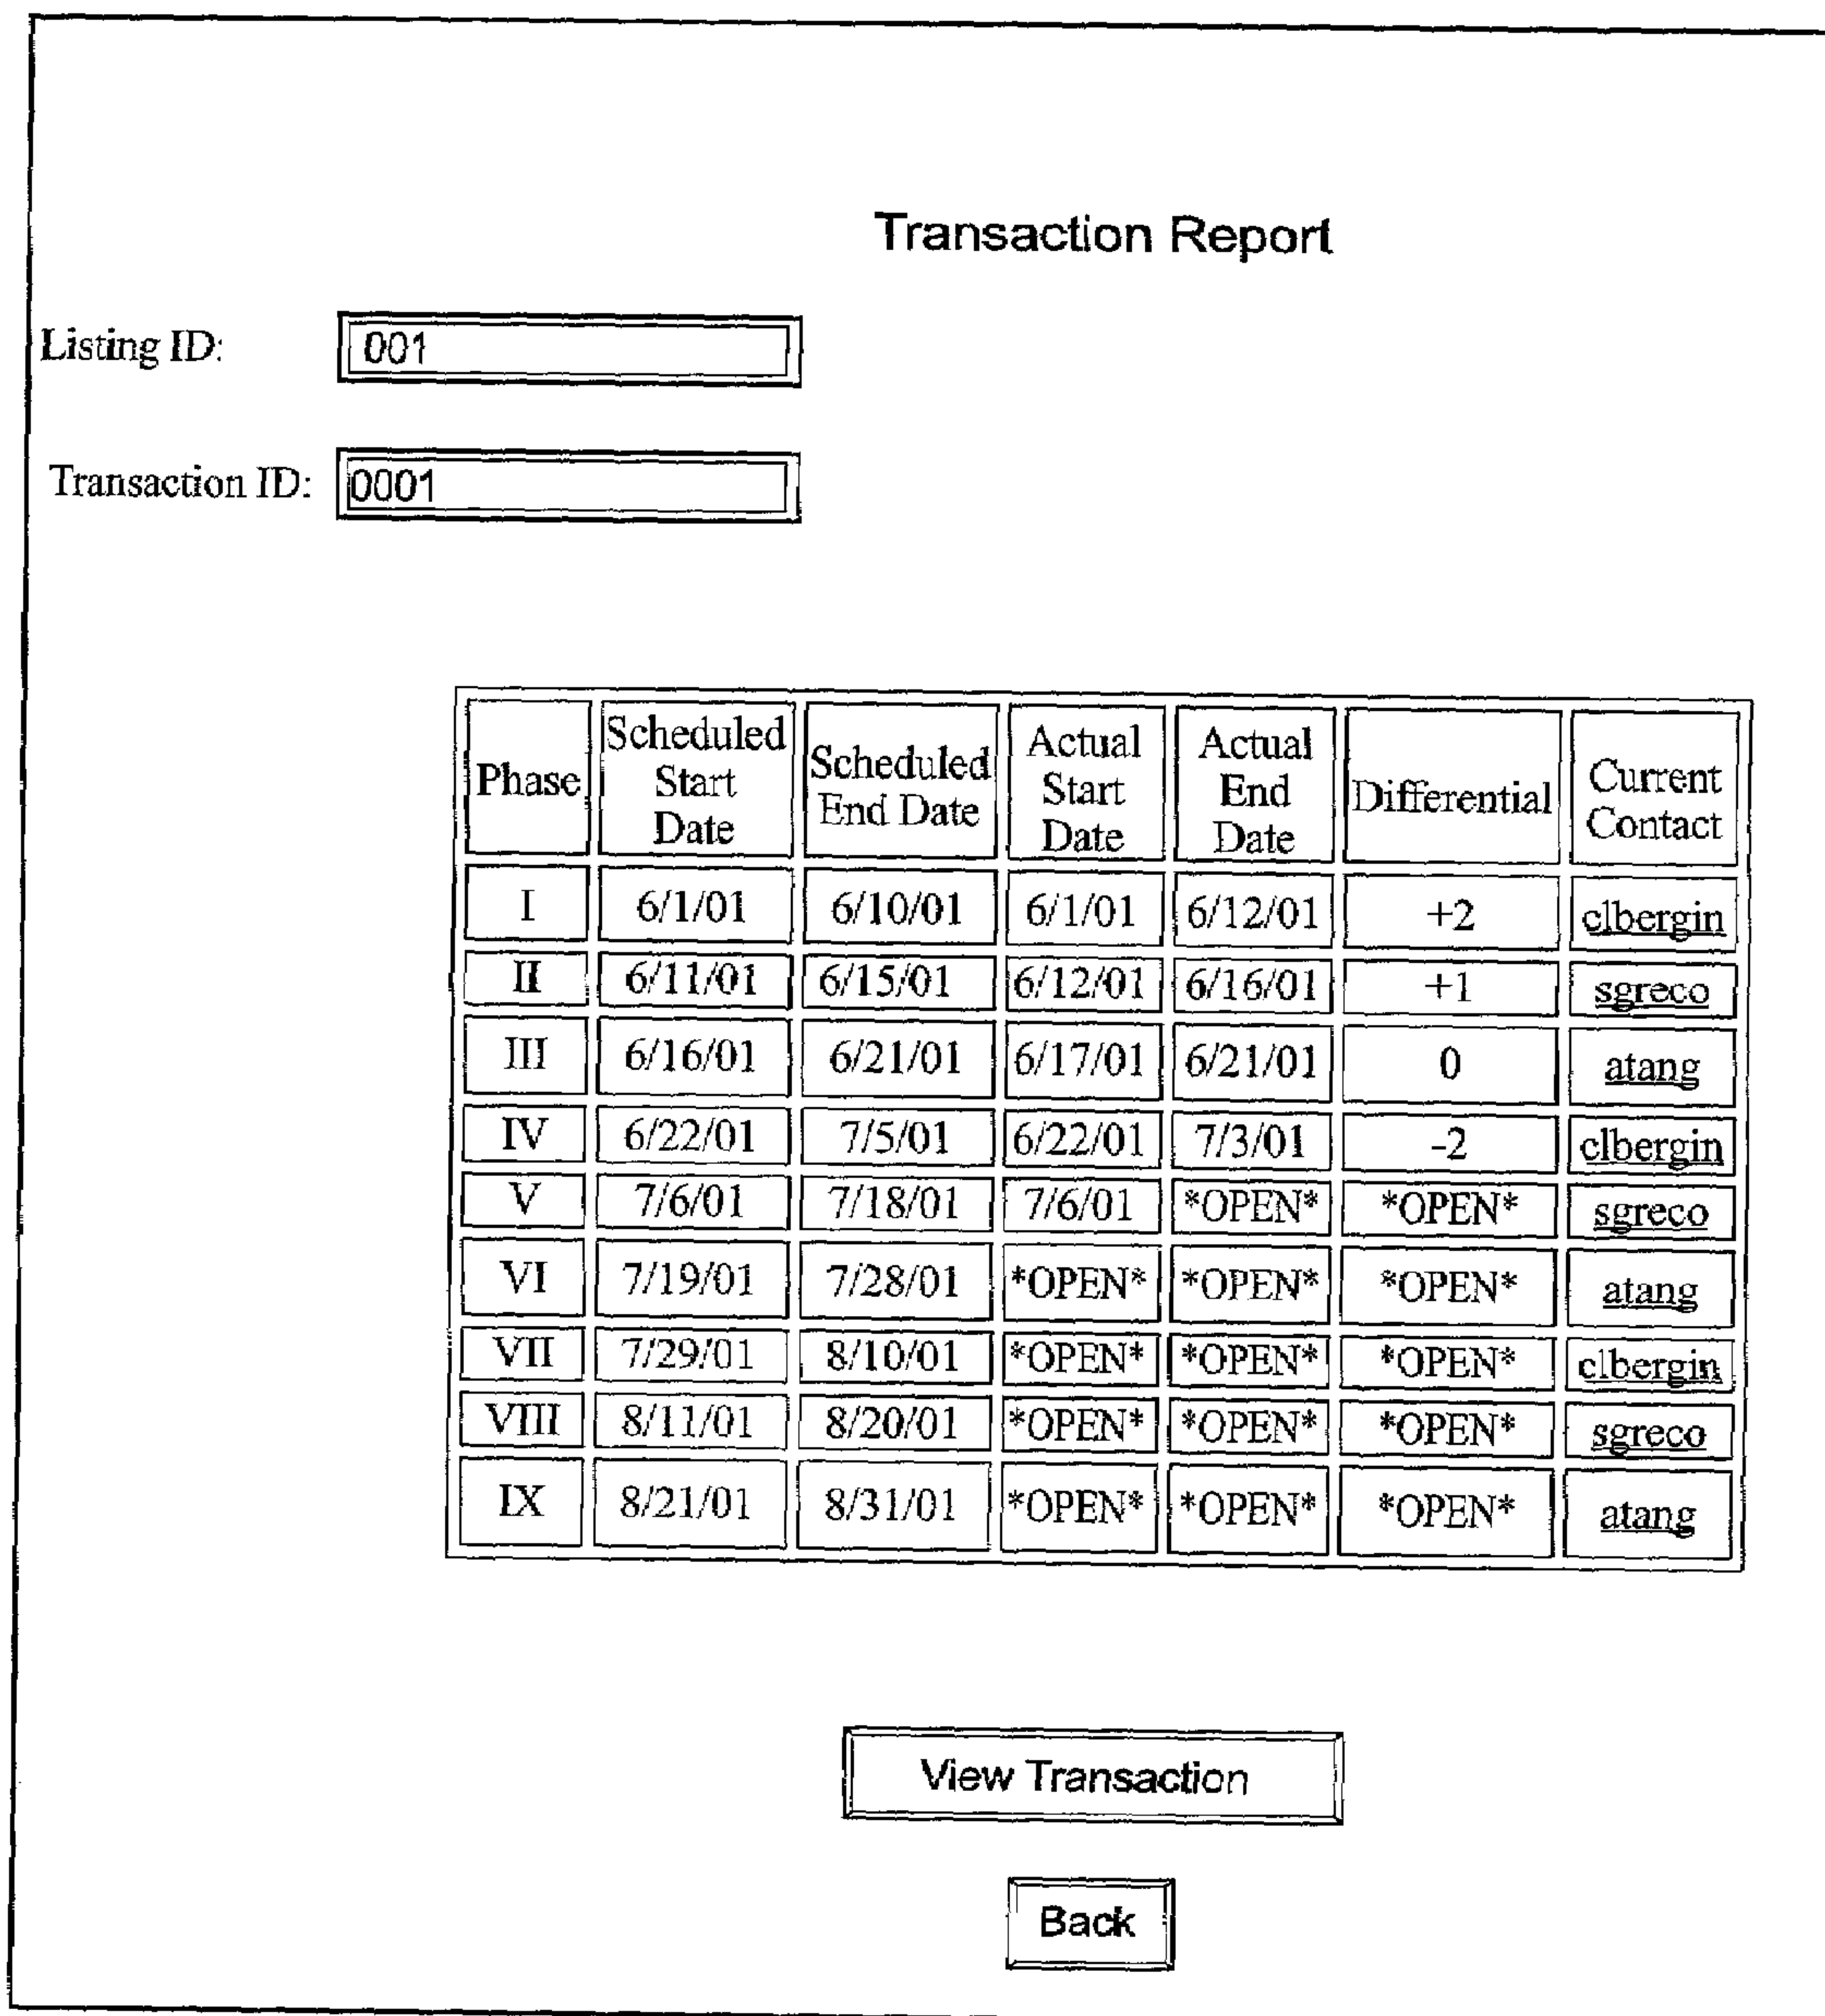 Transaction Report
Listing ID: 001
Transaction ID: 0001
Phase Scheduled Start Date Scheduled End Date Actual Start Date Actual End Date Differential Current Contact
I 6/1/01 6/10/01 6/1/01 6/12/01 +2 clbergin
II 6/11/01 6/15/01 6/12/01 6/16/01 +1 sgreco
III 6/16/01 6/21/01 6/17/01 6/21/01 0 atang
IV 6/22/01 7/5/01 6/22/01 7/3/01 -2 clbergin
V 7/6/01 7/18/01 7/6/01 *OPEN* *OPEN* sgreco
VI 7/19/01 7/28/01 *OPEN* *OPEN* *OPEN* atang
VII 7/29/01 8/10/01 *OPEN* *OPEN* *OPEN* clbergin
VIII 8/11/01 8/20/01 *OPEN* *OPEN* *OPEN* sgreco
IX 8/21/01 8/31/01 *OPEN* *OPEN* *OPEN* atang
View Transaction
Back